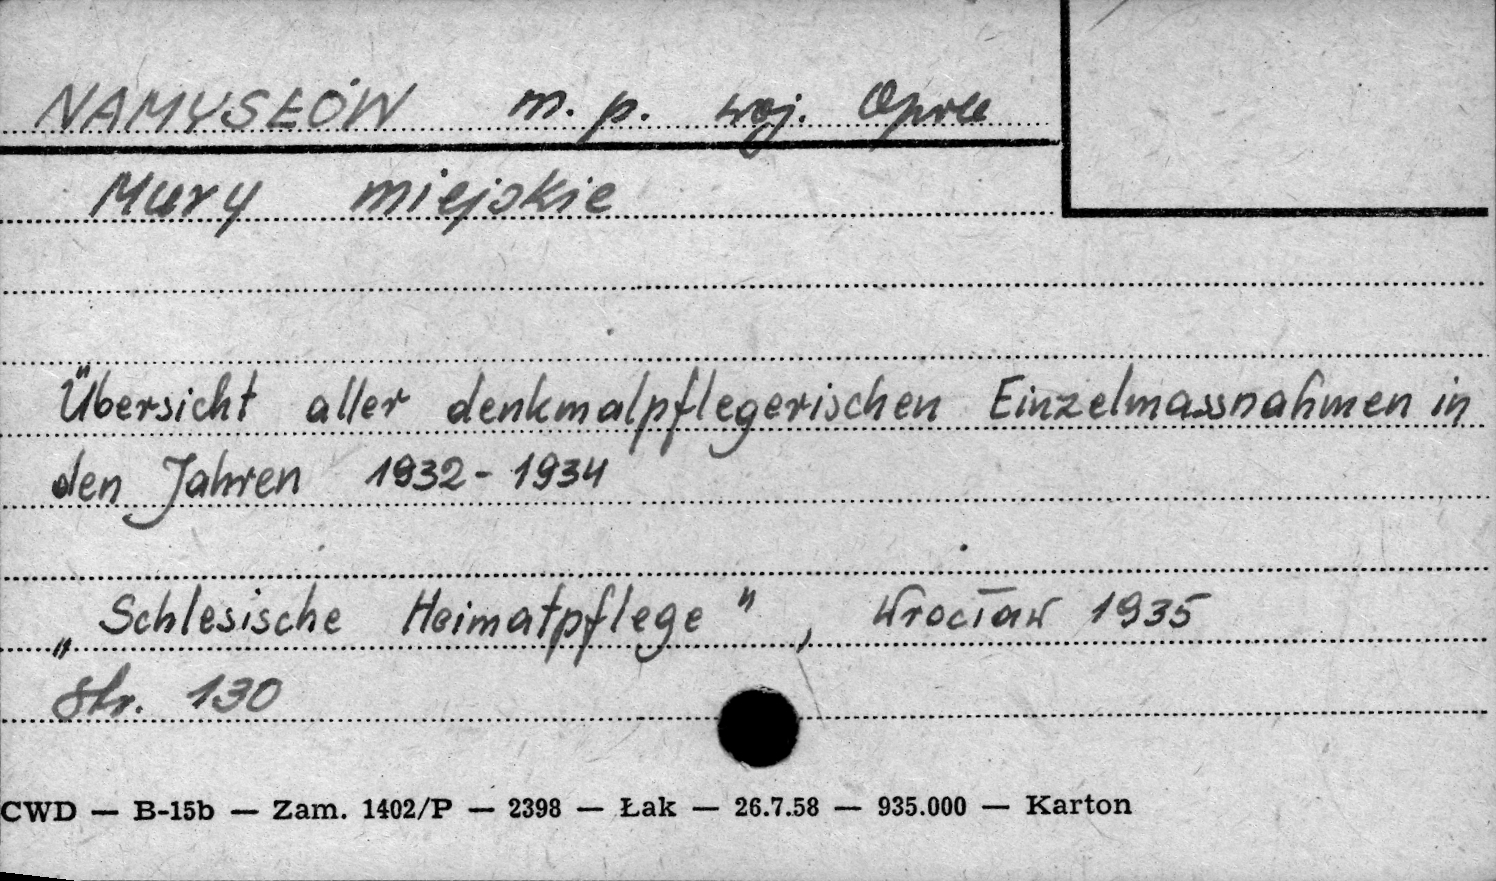 NAMYSŁÓW m. p. woj. Opole
Mury miejskie
Übersicht aller denkmalpflegerischen Einzelmassnahmen in
den Jahren 1932-1934
„Schlesische Heimatpflege", Wrocław 1935
str. 130
CWD — B-15b — Zam. 1402/P — 2398 — Łak — 26.7.58 — 935.000 — Karton